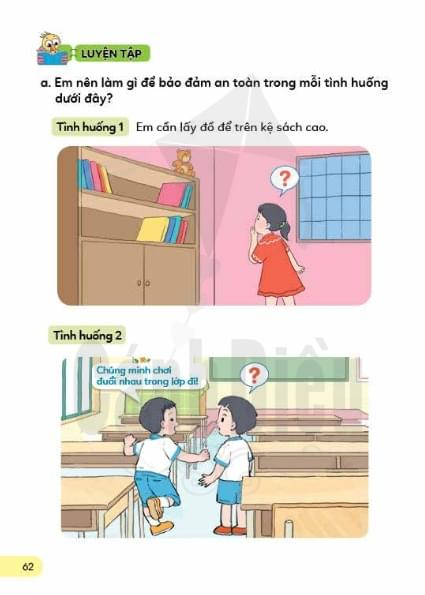 LUYỆN TẬP
a. Em nên làm gì để bảo đảm an toàn trong mỗi tình huống
dưới đây?
Tình huống 1 Em cần lấy đồ để trên kệ sách cao.
?
Tình huống 2
Chúng mình chơi
đuổi nhau trong lớp đi!
?
Cánh Diều
62